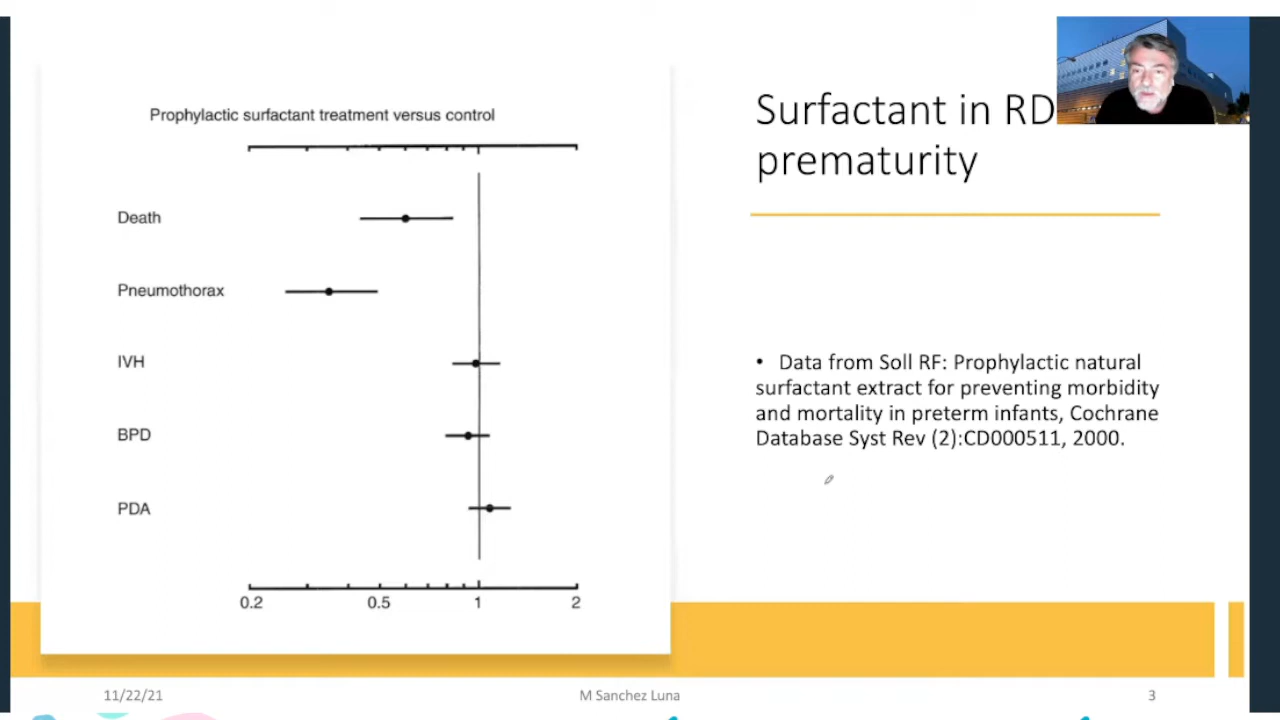 Prophylactic surfactant treatment versus control
Death
Pneumothorax
IVH
BPD
PDA
0.2 0.5 1 2
Surfactant in RD
prematurity
• Data from Soll RF: Prophylactic natural
surfactant extract for preventing morbidity
and mortality in preterm infants, Cochrane
Database Syst Rev (2):CD000511, 2000.
11/22/21 M Sanchez Luna 3